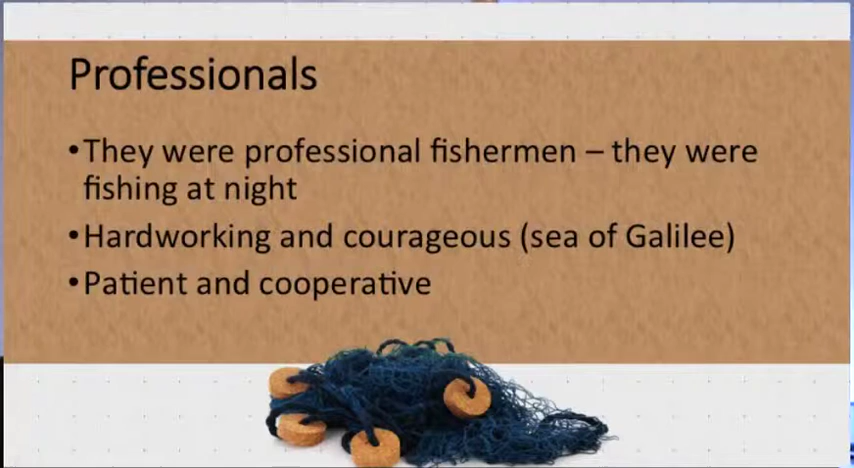 Professionals
•They were professional fishermen – they were
fishing at night
•Hardworking and courageous (sea of Galilee)
•Patient and cooperative